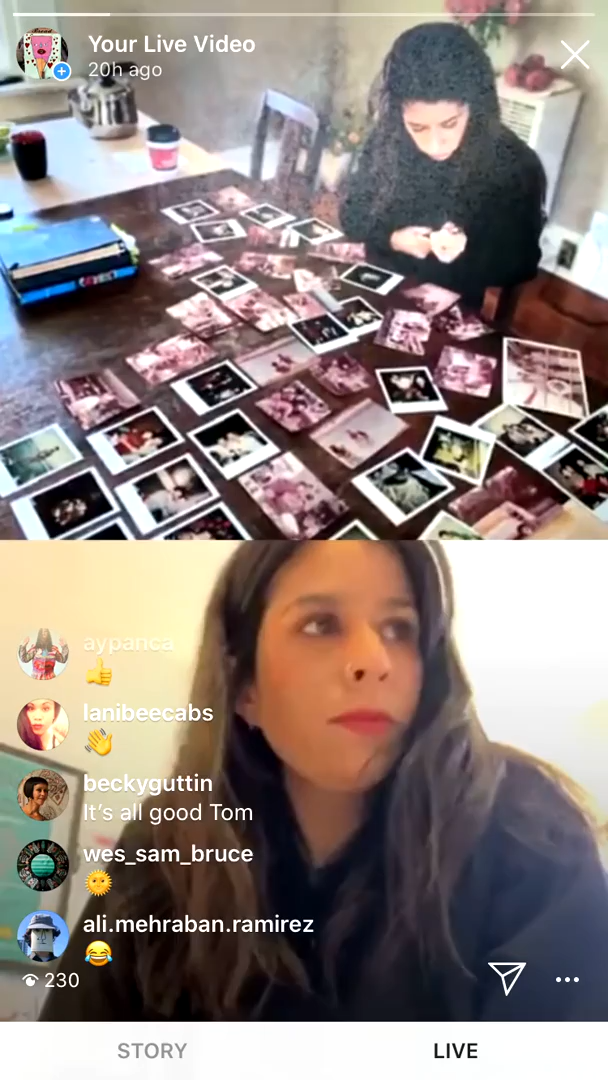 Your Live Video
20h ago
aypanca
lanibeecabs
beckyguttin
It's all good Tom
wes_sam_bruce
ali.mehraban.ramirez
230
STORY
LIVE